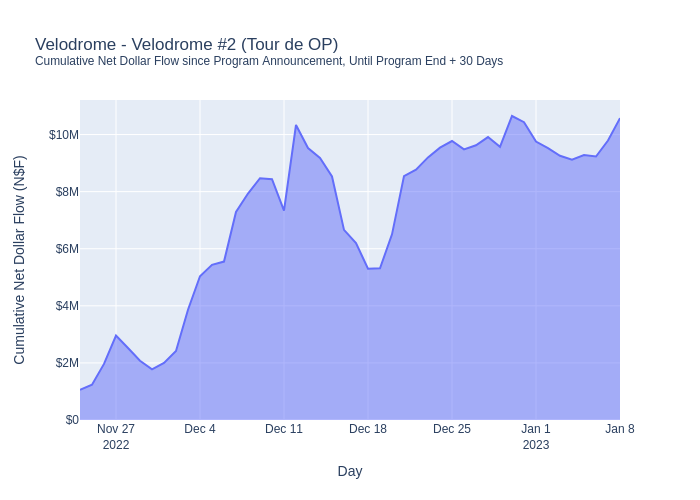 Velodrome - Velodrome #2 (Tour de OP)
Cumulative Net Dollar Flow since Program Announcement, Until Program End + 30 Days
Cumulative Net Dollar Flow (N$F)
$10M
$8M
$6M
$4M
$2M
$0
Nov 27 Dec 4 Dec 11 Dec 18 Dec 25 Jan 1 Jan 8
2022 2023
Day